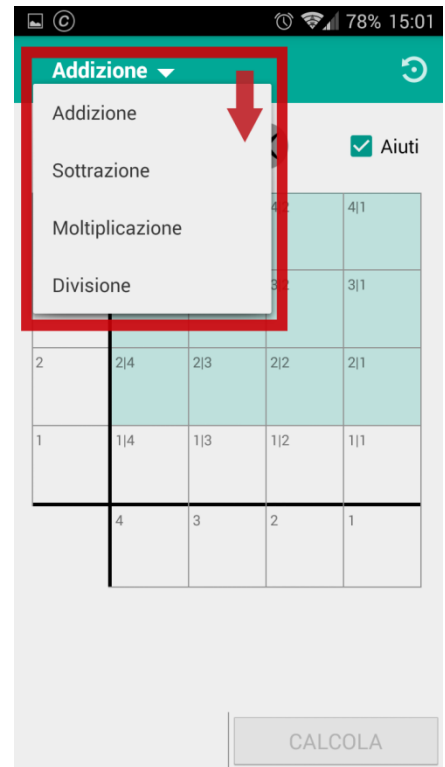 © 78% 15:01
Addizione
Addizione
Aiuti
Sottrazione
Moltiplicazione
Divisione
4|2 4|1
3|2 3|1
2 2|4 2|3 2|2 2|1
1 1|4 1|3 1|2 1|1
4 3 2 1
CALCOLA